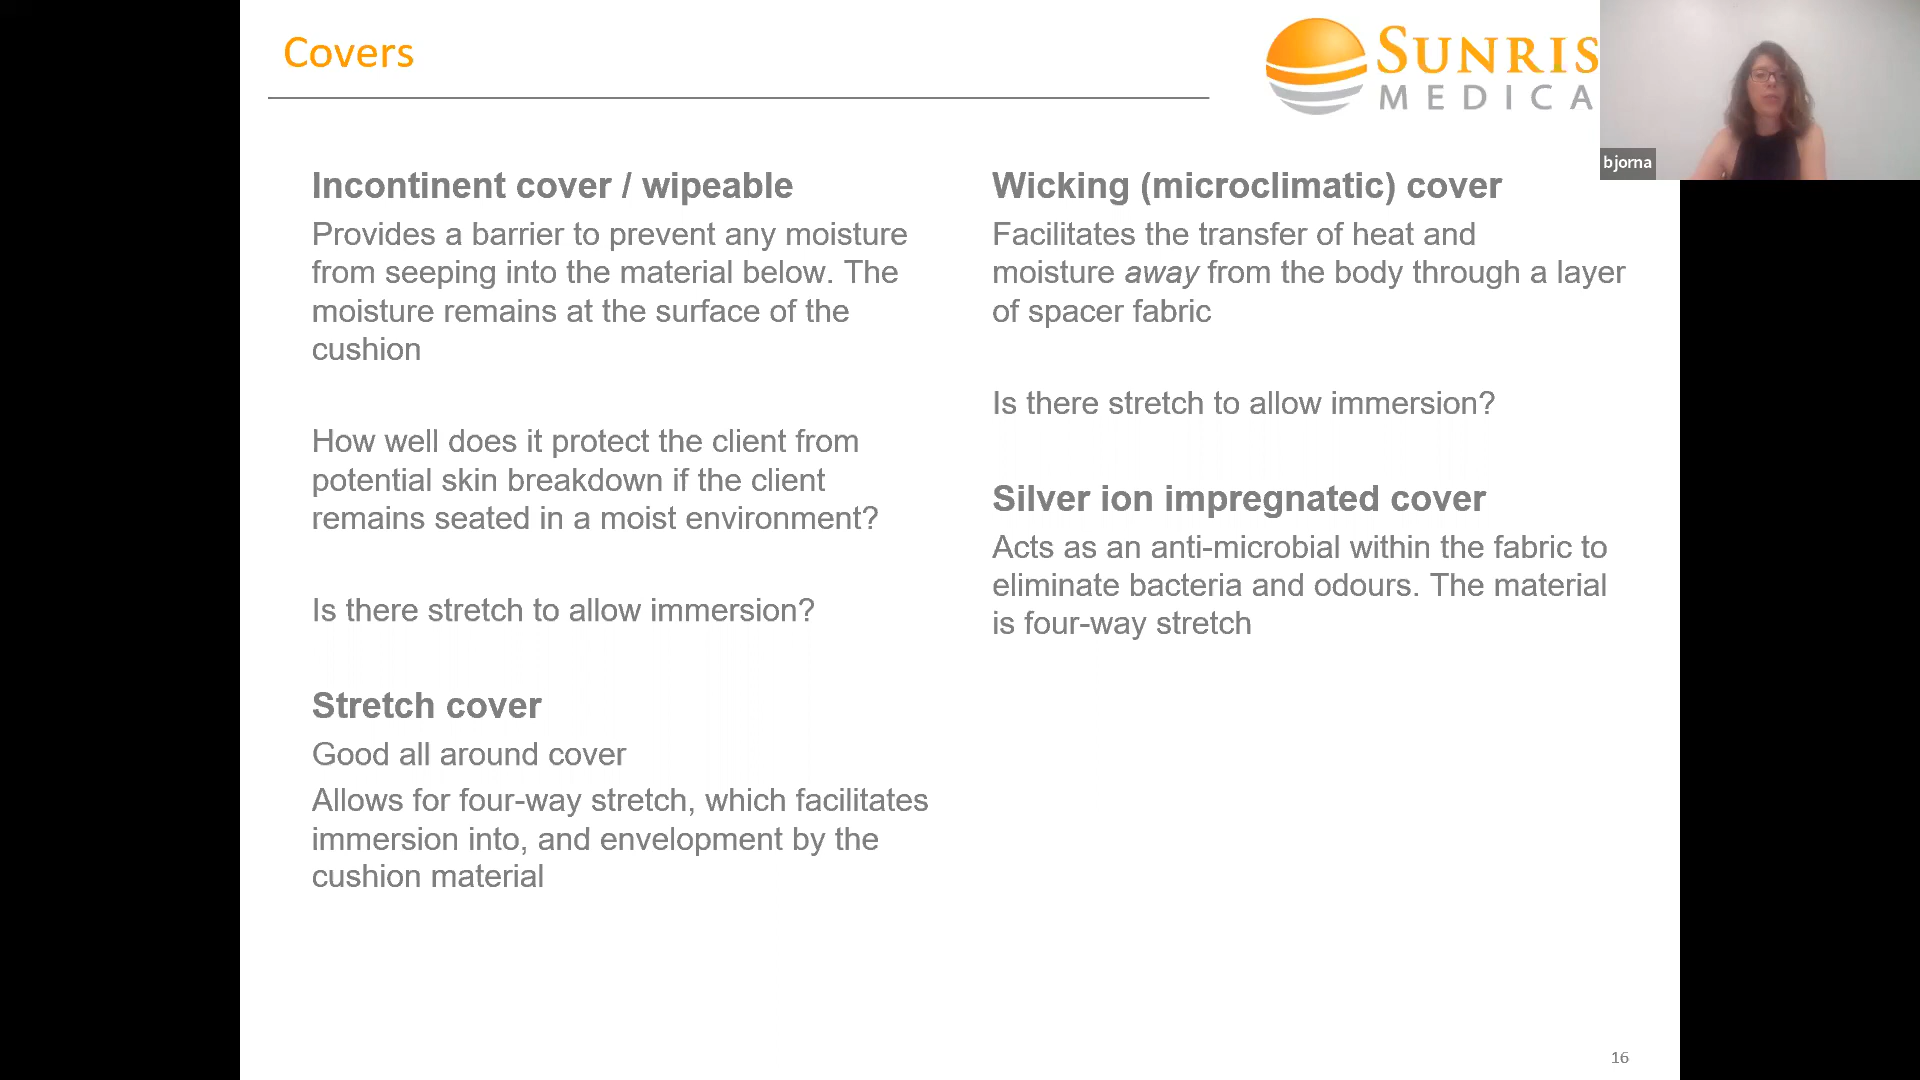 Covers
SUNRIS
MEDICA
bjorna
Incontinent cover / wipeable
Provides a barrier to prevent any moisture
from seeping into the material below. The
moisture remains at the surface of the
cushion
How well does it protect the client from
potential skin breakdown if the client
remains seated in a moist environment?
Is there stretch to allow immersion?
Stretch cover
Good all around cover
Allows for four-way stretch, which facilitates
immersion into, and envelopment by the
cushion material
Wicking (microclimatic) cover
Facilitates the transfer of heat and
moisture away from the body through a layer
of spacer fabric
Is there stretch to allow immersion?
Silver ion impregnated cover
Acts as an anti-microbial within the fabric to
eliminate bacteria and odours. The material
is four-way stretch
16